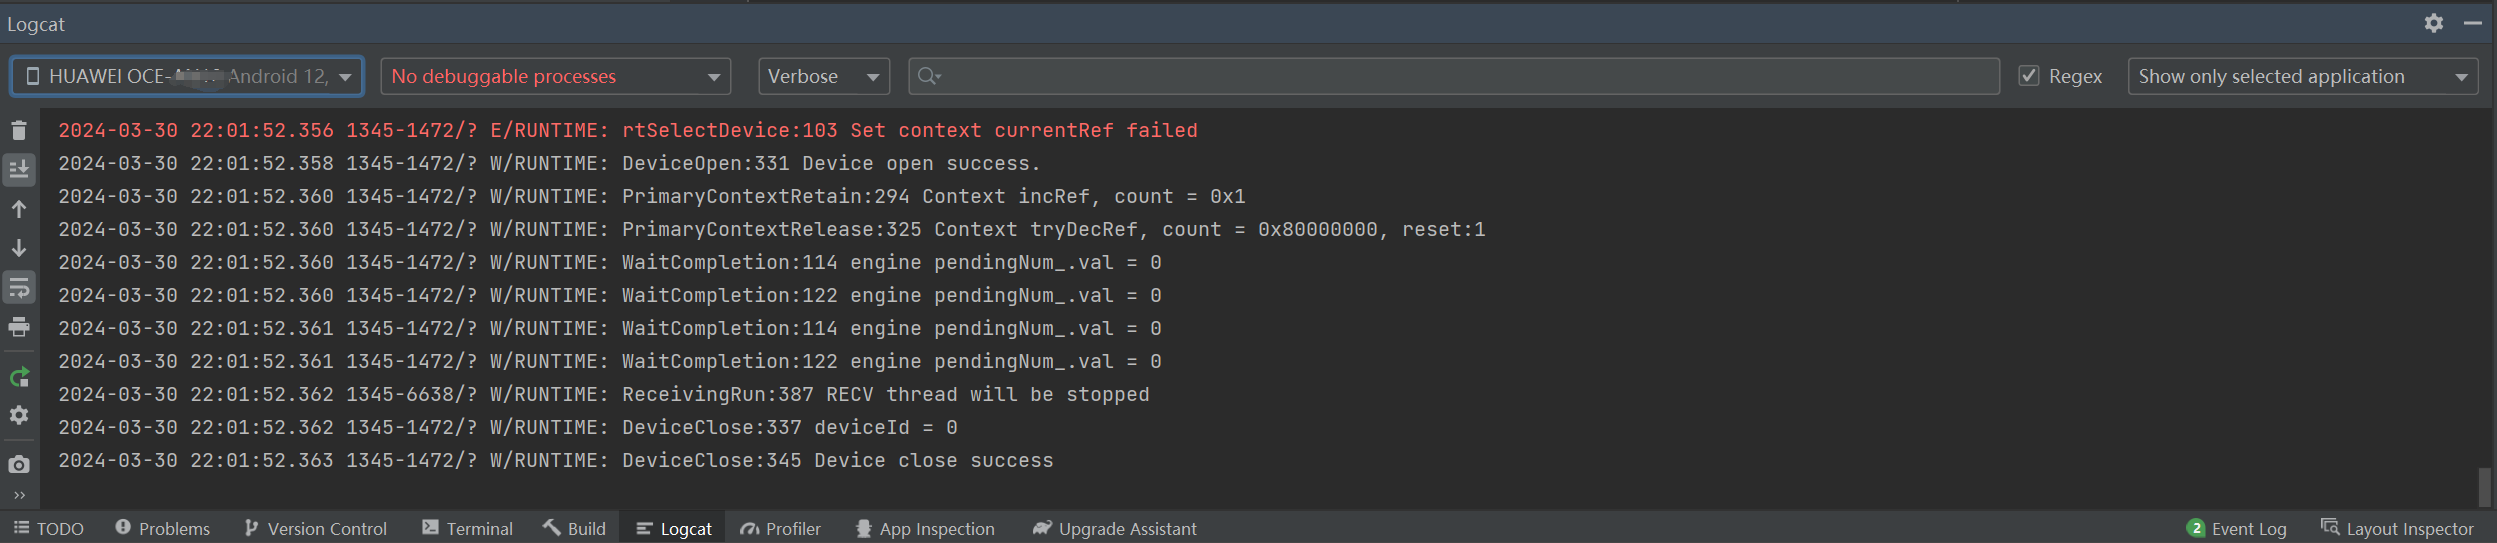 Logcat
HUAWEI OCE- Android 12,
No debuggable processes
Verbose
Regex
Show only selected application
2024-03-30 22:01:52.356 1345-1472/? E/RUNTIME: rtSelectDevice:103 Set context currentRef failed
2024-03-30 22:01:52.358 1345-1472/? W/RUNTIME: DeviceOpen:331 Device open success.
2024-03-30 22:01:52.360 1345-1472/? W/RUNTIME: PrimaryContextRetain:294 Context incRef, count = 0x1
2024-03-30 22:01:52.360 1345-1472/? W/RUNTIME: PrimaryContextRelease:325 Context tryDecRef, count = 0x80000000, reset:1
2024-03-30 22:01:52.360 1345-1472/? W/RUNTIME: WaitCompletion:114 engine pendingNum_.val = 0
2024-03-30 22:01:52.360 1345-1472/? W/RUNTIME: WaitCompletion:122 engine pendingNum_.val = 0
2024-03-30 22:01:52.361 1345-1472/? W/RUNTIME: WaitCompletion:114 engine pendingNum_.val = 0
2024-03-30 22:01:52.361 1345-1472/? W/RUNTIME: WaitCompletion:122 engine pendingNum_.val = 0
2024-03-30 22:01:52.362 1345-6638/? W/RUNTIME: ReceivingRun:387 RECV thread will be stopped
2024-03-30 22:01:52.362 1345-1472/? W/RUNTIME: DeviceClose:337 deviceId = 0
2024-03-30 22:01:52.363 1345-1472/? W/RUNTIME: DeviceClose:345 Device close success
TODO
Problems
Version Control
Terminal
Build
Logcat
Profiler
App Inspection
Upgrade Assistant
2 Event Log
Layout Inspector